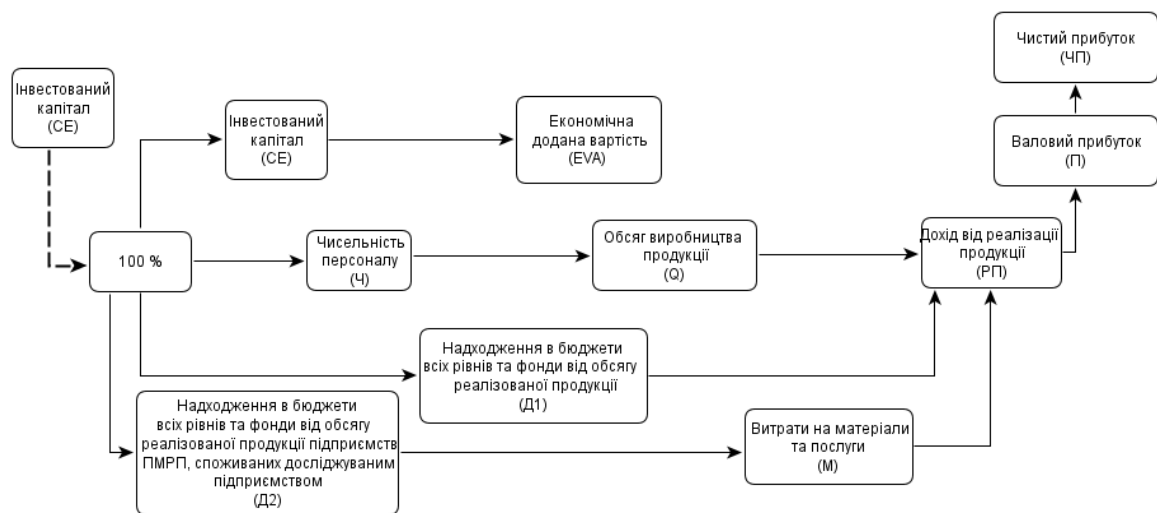 Чистий прибуток
(ЧП)
Інвестований
капітал
(СЕ)
Інвестований
капітал
(СЕ)
Економічна
додана вартість
(EVA)
Валовий прибуток
(П)
100 %
Чисельність
персоналу
(Ч)
Обсяг виробництва
продукції
(Q)
Дохід від реалізації
продукції
(РП)
Надходження в бюджети
всіх рівнів та фонди від обсягу
реалізованої продукції
(Д1)
Надходження в бюджети
всіх рівнів та фонди від обсягу
реалізованої продукції підприємств
ПМРП, споживаних досліджуваним
підприємством
(Д2)
Витрати на матеріали
та послуги
(М)